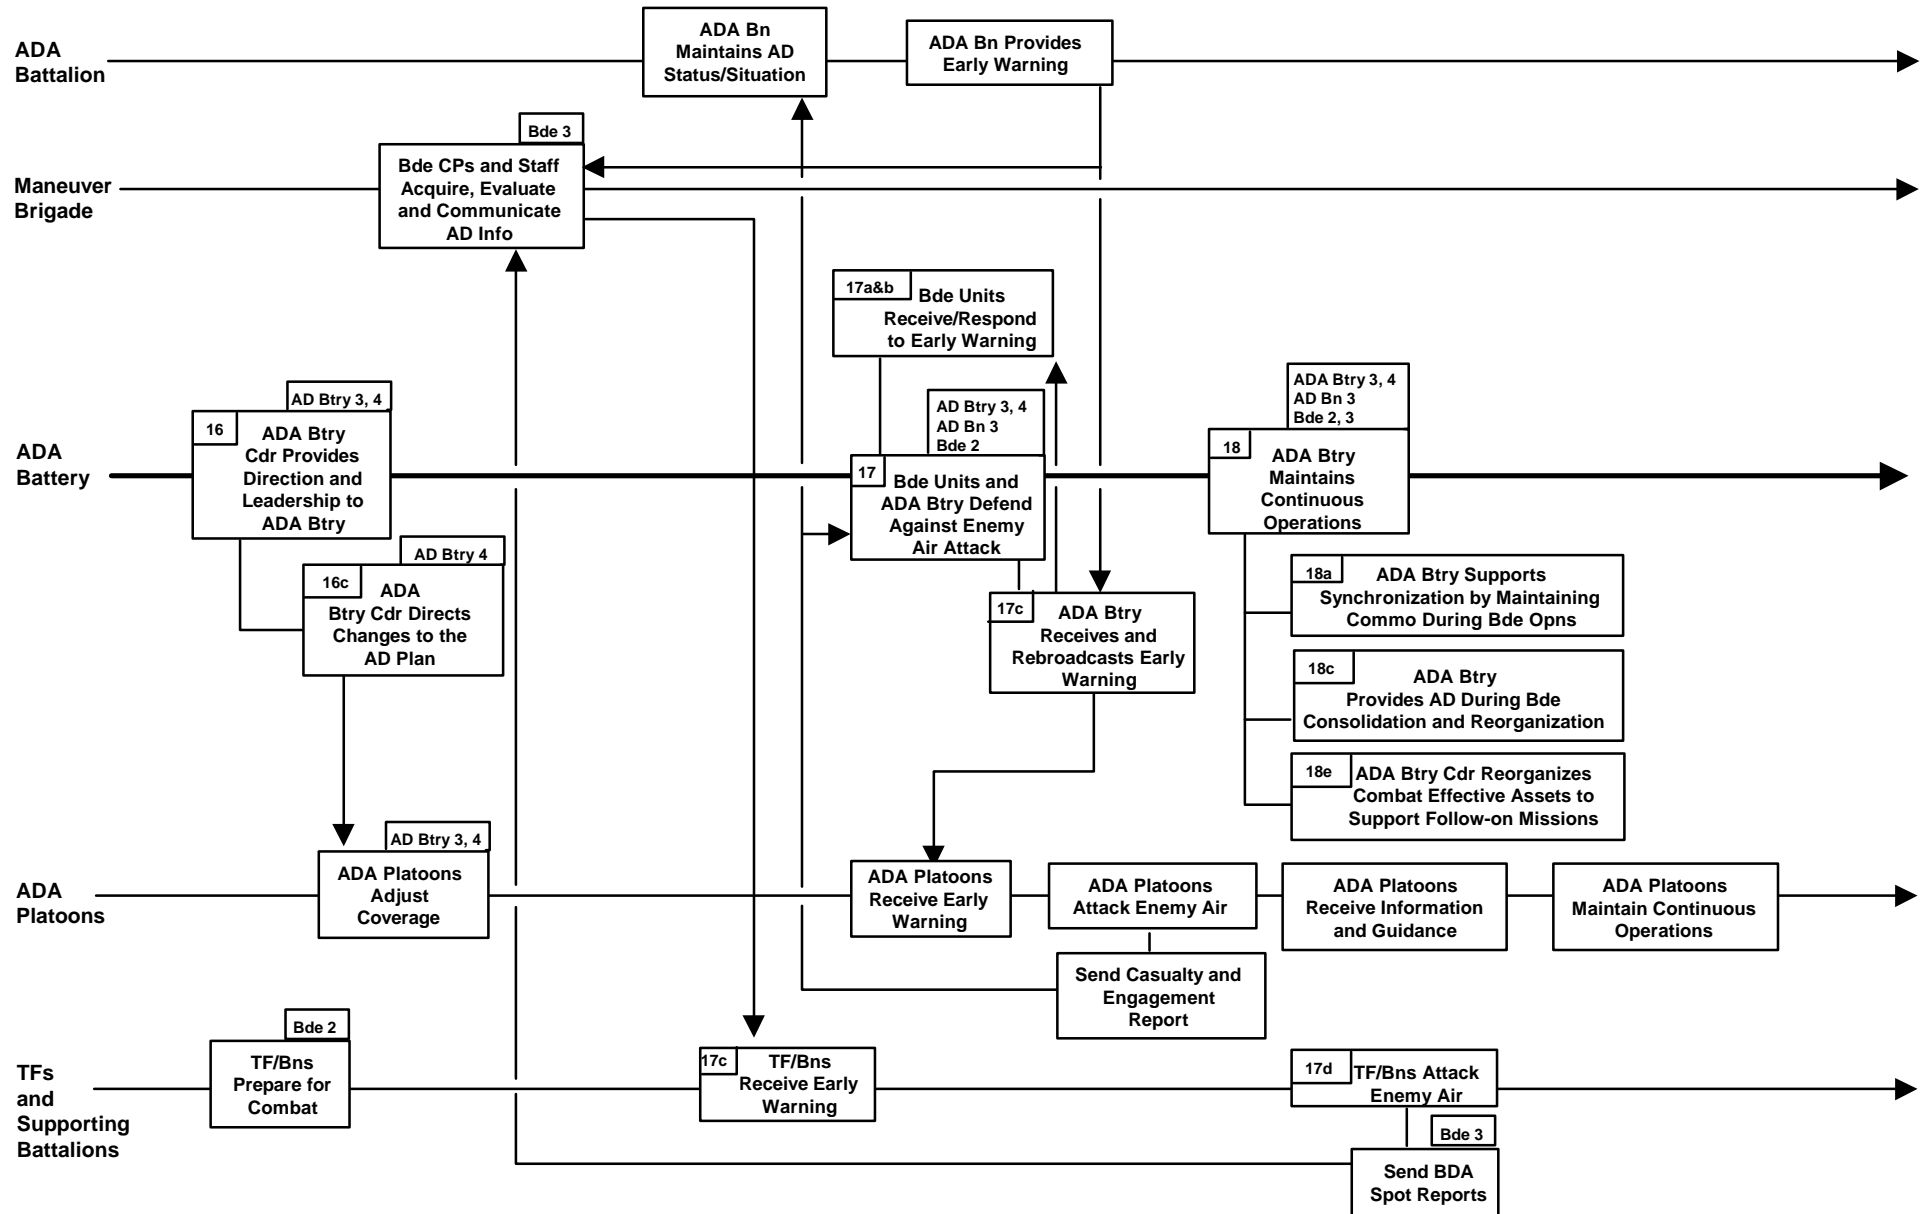 ADA
Battalion
ADA Bn
Maintains AD
Status/Situation
ADA Bn Provides
Early Warning
Maneuver
Brigade
Bde 3
Bde CPs and Staff
Acquire, Evaluate
and Communicate
AD Info
17a&b
Bde Units
Receive/Respond
to Early Warning
ADA
Battery
AD Btry 3, 4
16
ADA Btry
Cdr Provides
Direction and
Leadership to
ADA Btry
AD Btry 4
16c
ADA
Btry Cdr Directs
Changes to the
AD Plan
AD Btry 3, 4
AD Bn 3
Bde 2
17
Bde Units and
ADA Btry Defend
Against Enemy
Air Attack
17c
ADA Btry
Receives and
Rebroadcasts Early
Warning
ADA Btry 3, 4
AD Bn 3
Bde 2, 3
18
ADA Btry
Maintains
Continuous
Operations
18a
ADA Btry Supports
Synchronization by Maintaining
Commo During Bde Opns
18c
ADA Btry
Provides AD During Bde
Consolidation and Reorganization
18e
ADA Btry Cdr Reorganizes
Combat Effective Assets to
Support Follow-on Missions
ADA
Platoons
AD Btry 3, 4
ADA Platoons
Adjust
Coverage
ADA Platoons
Receive Early
Warning
ADA Platoons
Attack Enemy Air
ADA Platoons
Receive Information
and Guidance
ADA Platoons
Maintain Continuous
Operations
Send Casualty and
Engagement
Report
TFs
and
Supporting
Battalions
Bde 2
TF/Bns
Prepare for
Combat
17c
TF/Bns
Receive Early
Warning
17d
TF/Bns Attack
Enemy Air
Bde 3
Send BDA
Spot Reports